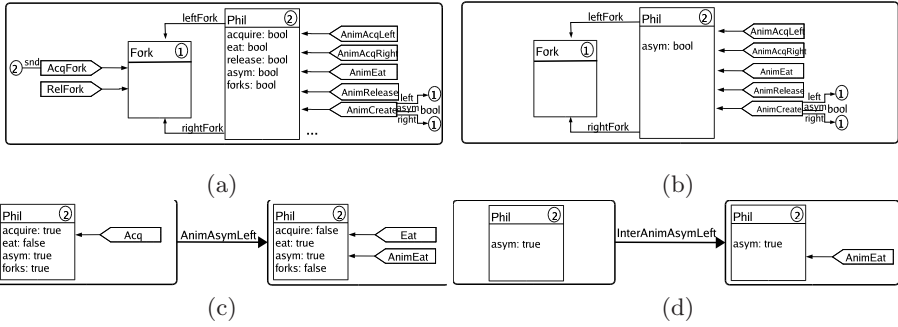 leftFork
Phil
2
acquire: bool
eat: bool
release: bool
asym: bool
forks: bool
AnimAcqLeft
AnimAcqRight
AnimEat
AnimRelease
AnimCreate
left
1
asym bool
right
1
Fork
1
2
snd
AcqFork
RelFork
rightFork
...
(a)
leftFork
Phil
2
asym: bool
AnimAcqLeft
AnimAcqRight
AnimEat
AnimRelease
AnimCreate
left
1
asym bool
right
1
Fork
1
rightFork
(b)
Phil
2
acquire: true
eat: false
asym: true
forks: true
Acq
AnimAsymLeft
Phil
2
acquire: false
eat: true
asym: true
forks: false
Eat
AnimEat
(c)
Phil
2
asym: true
InterAnimAsymLeft
Phil
2
asym: true
AnimEat
(d)